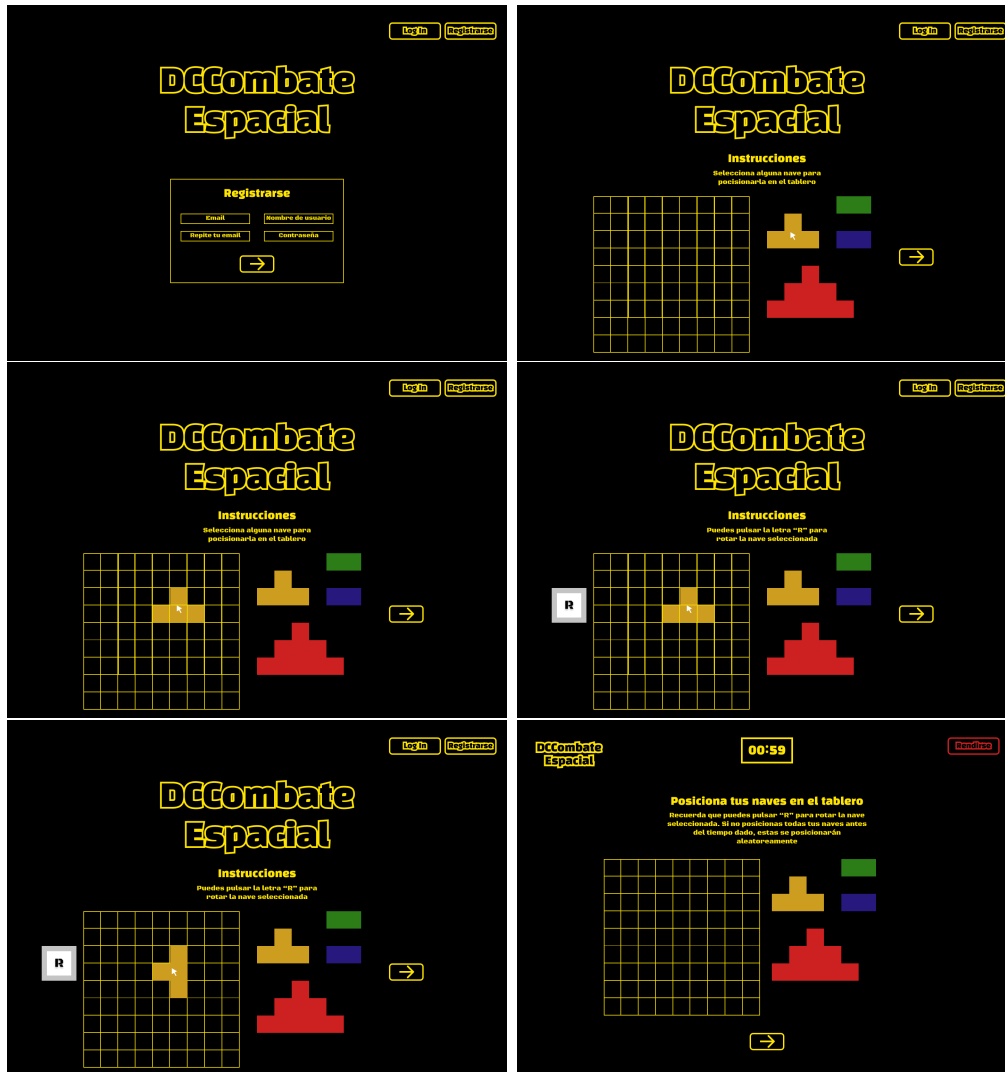 Log in Registrarse
DCCombate
Espacial
Registrarse
Email Nombre de usuario
Repite tu email Contraseña
Log in Registrarse
DCCombate
Espacial
Instrucciones
Selecciona alguna nave para
pocisionarla en el tablero
Log in Registrarse
DCCombate
Espacial
Instrucciones
Selecciona alguna nave para
pocisionarla en el tablero
Log in Registrarse
DCCombate
Espacial
Instrucciones
Puedes pulsar la letra “R” para
rotar la nave seleccionada
R
Log in Registrarse
DCCombate
Espacial
Instrucciones
Puedes pulsar la letra “R” para
rotar la nave seleccionada
R
DCCombate
Espacial
00:59
Rendirse
Posiciona tus naves en el tablero
Recuerda que puedes pulsar “R” para rotar la nave
seleccionada. Si no posicionas todas tus naves antes
del tiempo dado, estas se posicionarán
aleatoreamente